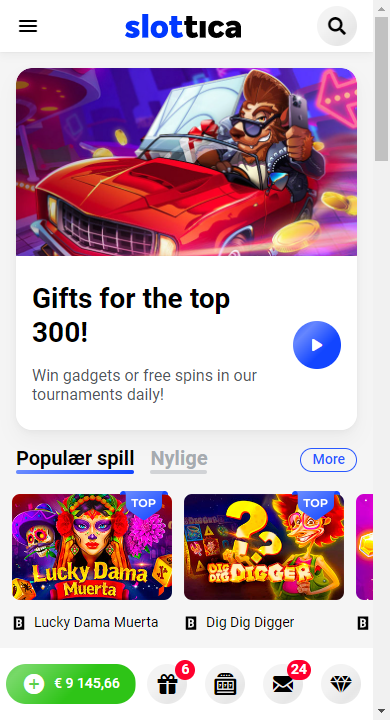 slottica
Gifts for the top
300!
Win gadgets or free spins in our
tournaments daily!
Populær spill Nylige More
TOP TOP
LUCKY DAMA
MUERTA
DIG DIG DIGGER
Lucky Dama Muerta Dig Dig Digger
€ 9 145,66 6 24